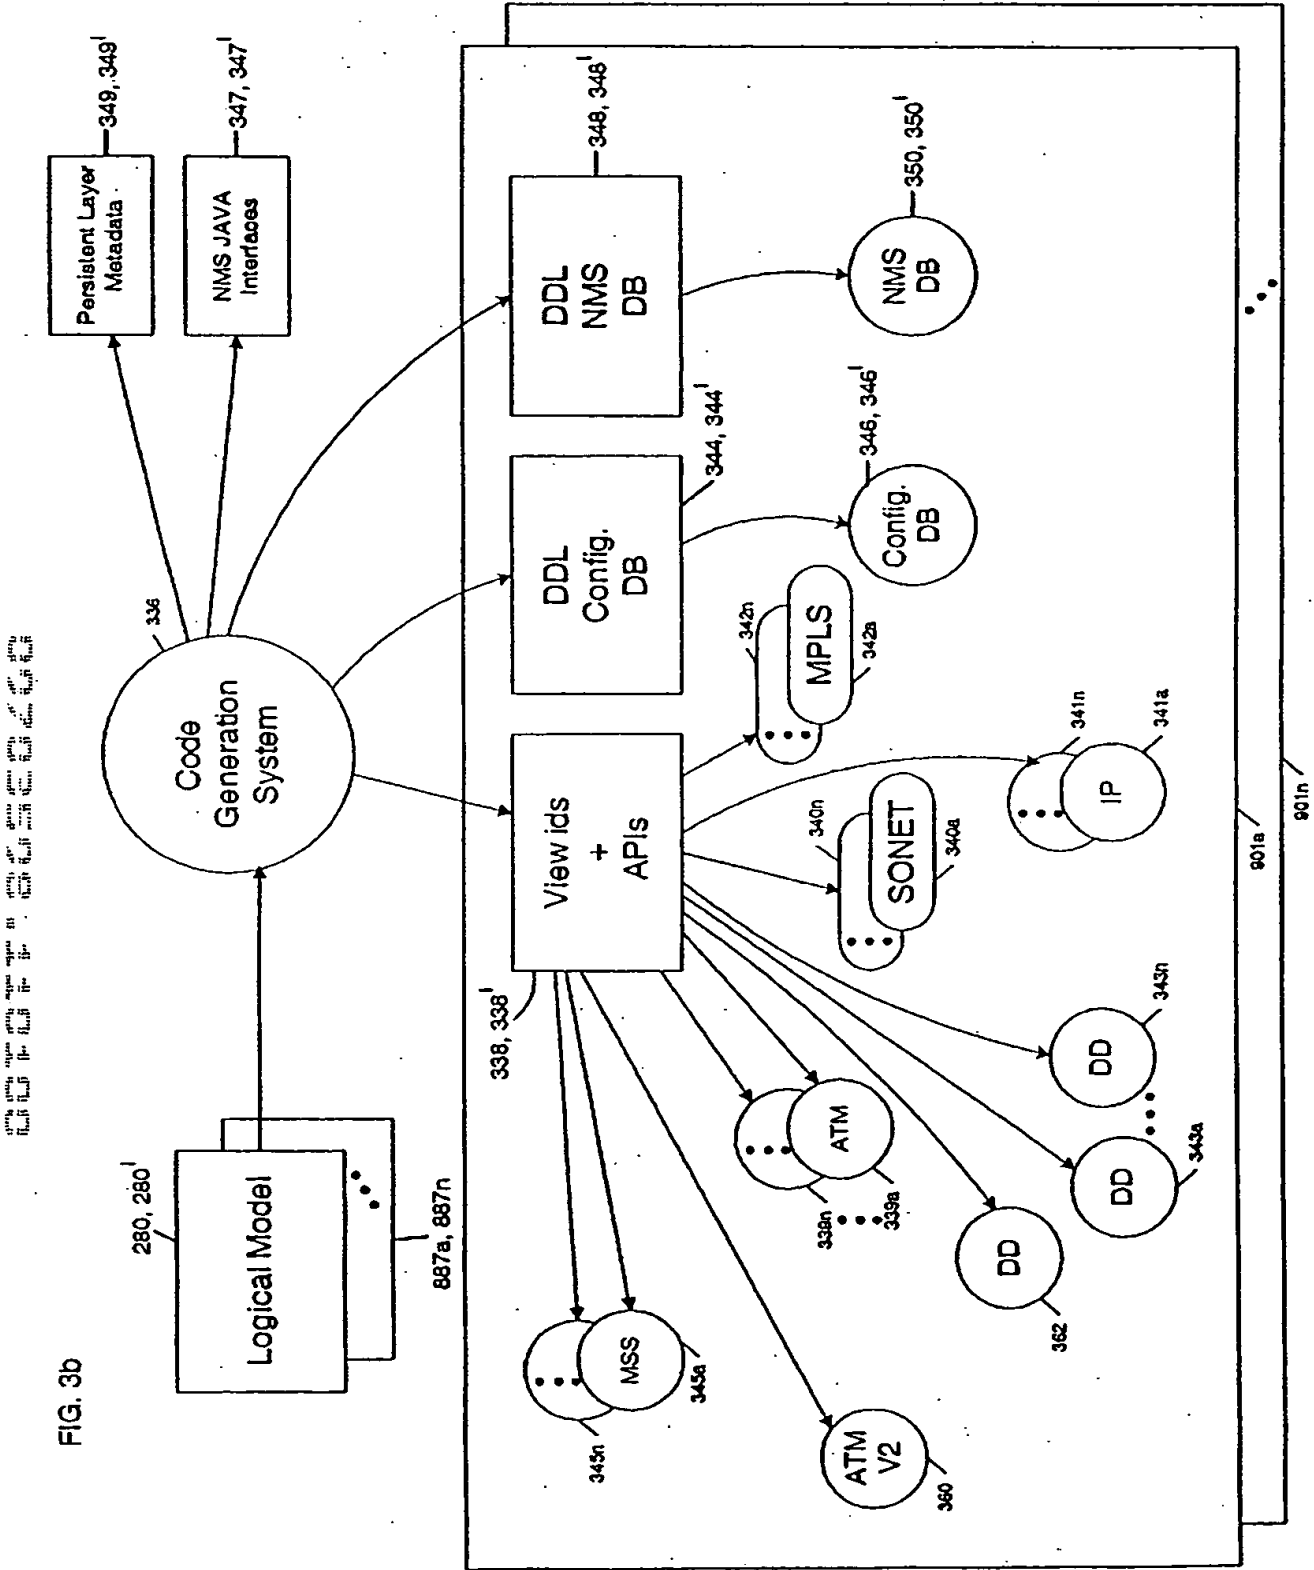 FIG. 3b
280, 280'
Logical Model
887a, 887n
336
Code
Generation
System
Persistent Layer
Metadata
349, 349'
NMS JAVA
Interfaces
347, 347'
338, 338'
View ids
+
APIs
DDL
Config.
DB
344, 344'
DDL
NMS
DB
348, 348'
MSS
345n
345a
ATM
V2
360
ATM
339n
339a
DD
362
DD
343a
DD
343n
SONET
340n
340a
IP
341n
341a
MPLS
342n
342a
Config.
DB
346, 346'
NMS
DB
350, 350'
901a
901n